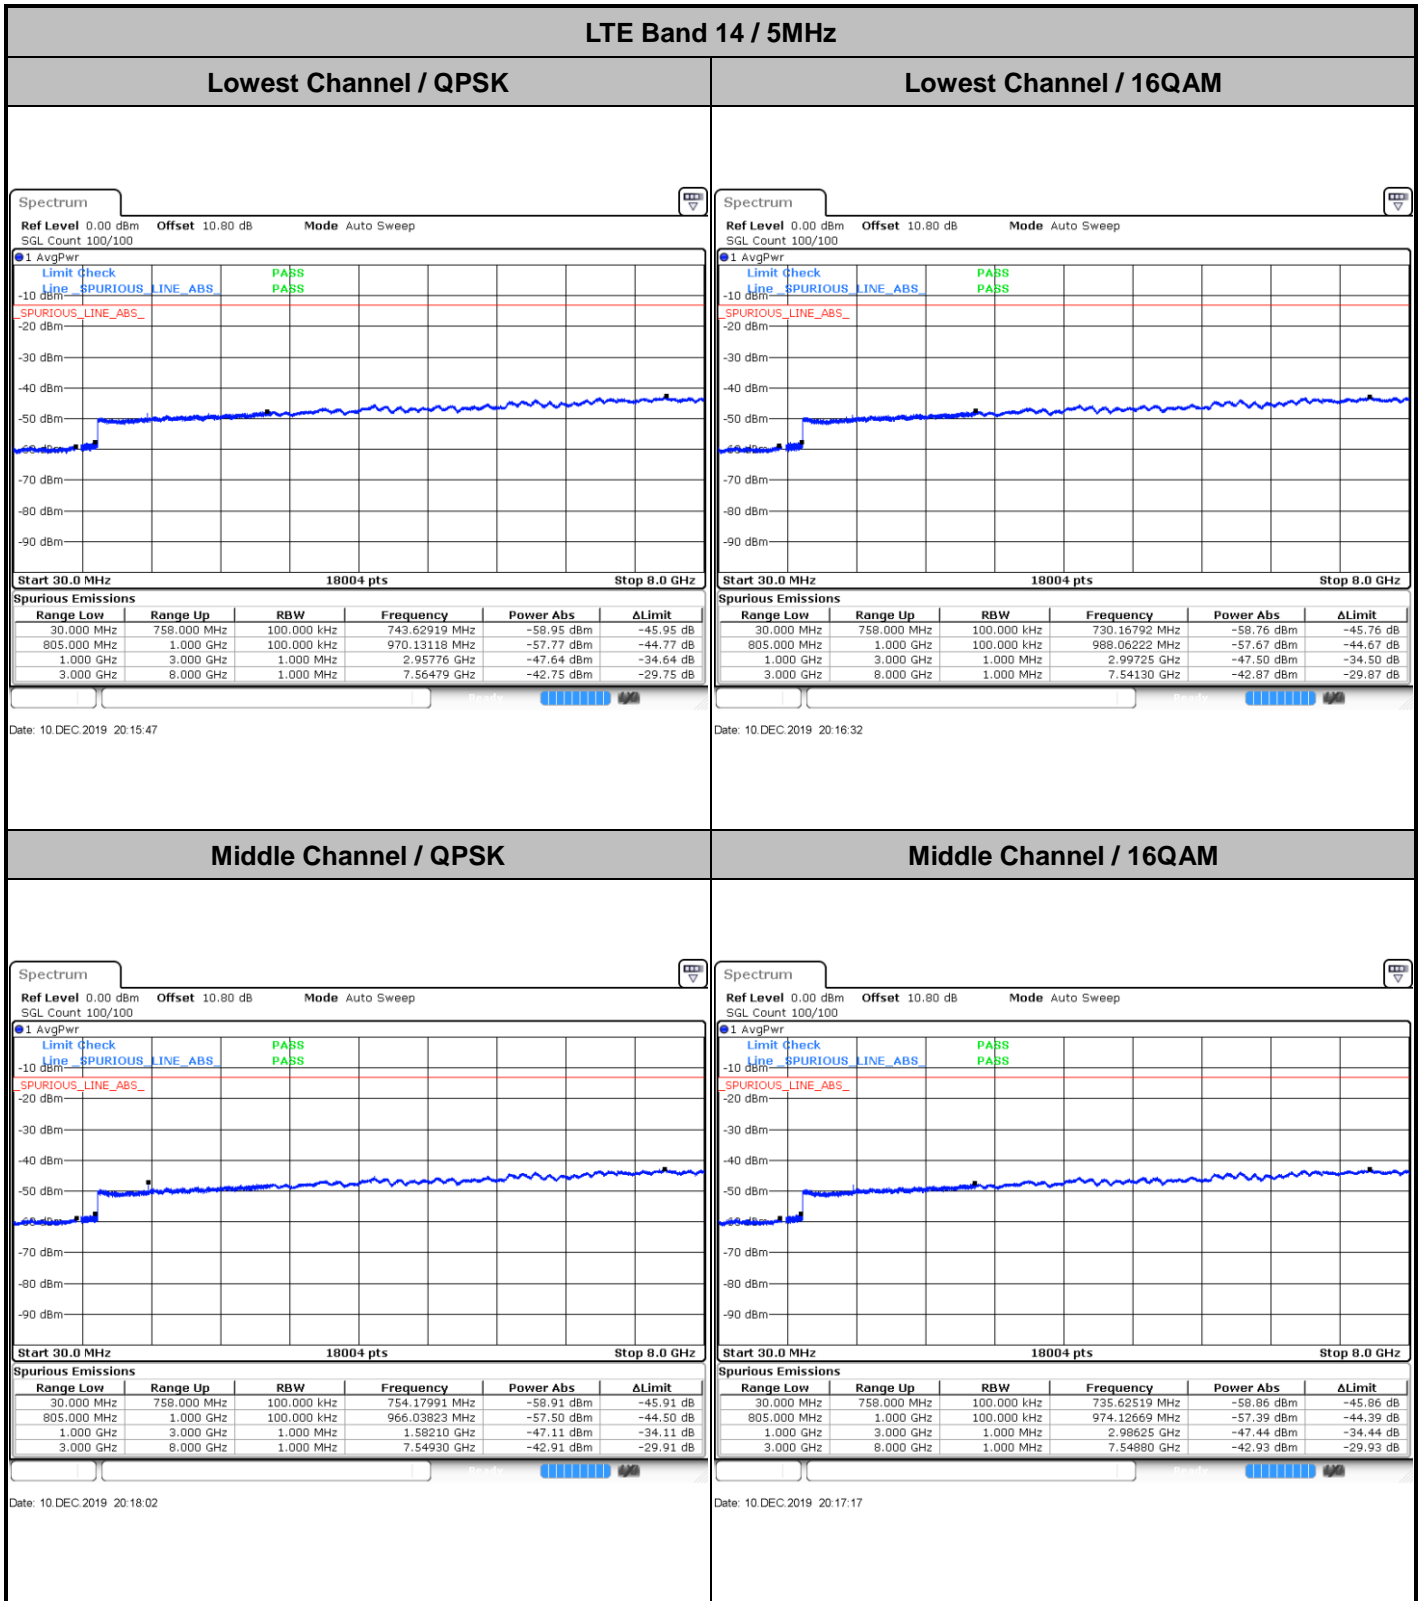 LTE Band 14 / 5MHz
Lowest Channel / QPSK
Lowest Channel / 16QAM
Spectrum
Ref Level 0.00 dBm Offset 10.80 dB Mode Auto Sweep
SGL Count 100/100
1 AvgPwr
Limit Check PASS
Line _SPURIOUS_LINE_ABS_ PASS
-10 dBm
_SPURIOUS_LINE_ABS_
-20 dBm
-30 dBm
-40 dBm
-50 dBm
-60 dBm
-70 dBm
-80 dBm
-90 dBm
Start 30.0 MHz 18004 pts Stop 8.0 GHz
Spurious Emissions
Range Low Range Up RBW Frequency Power Abs ΔLimit
30.000 MHz 758.000 MHz 100.000 kHz 743.62919 MHz -58.95 dBm -45.95 dB
805.000 MHz 1.000 GHz 100.000 kHz 970.13118 MHz -57.77 dBm -44.77 dB
1.000 GHz 3.000 GHz 1.000 MHz 2.95776 GHz -47.64 dBm -34.64 dB
3.000 GHz 8.000 GHz 1.000 MHz 7.56479 GHz -42.75 dBm -29.75 dB
Date: 10.DEC.2019 20:15:47
Spectrum
Ref Level 0.00 dBm Offset 10.80 dB Mode Auto Sweep
SGL Count 100/100
1 AvgPwr
Limit Check PASS
Line _SPURIOUS_LINE_ABS_ PASS
-10 dBm
_SPURIOUS_LINE_ABS_
-20 dBm
-30 dBm
-40 dBm
-50 dBm
-60 dBm
-70 dBm
-80 dBm
-90 dBm
Start 30.0 MHz 18004 pts Stop 8.0 GHz
Spurious Emissions
Range Low Range Up RBW Frequency Power Abs ΔLimit
30.000 MHz 758.000 MHz 100.000 kHz 730.16792 MHz -58.76 dBm -45.76 dB
805.000 MHz 1.000 GHz 100.000 kHz 988.06222 MHz -57.67 dBm -44.67 dB
1.000 GHz 3.000 GHz 1.000 MHz 2.99725 GHz -47.50 dBm -34.50 dB
3.000 GHz 8.000 GHz 1.000 MHz 7.54130 GHz -42.87 dBm -29.87 dB
Date: 10.DEC.2019 20:16:32
Middle Channel / QPSK
Middle Channel / 16QAM
Spectrum
Ref Level 0.00 dBm Offset 10.80 dB Mode Auto Sweep
SGL Count 100/100
1 AvgPwr
Limit Check PASS
Line _SPURIOUS_LINE_ABS_ PASS
-10 dBm
_SPURIOUS_LINE_ABS_
-20 dBm
-30 dBm
-40 dBm
-50 dBm
-60 dBm
-70 dBm
-80 dBm
-90 dBm
Start 30.0 MHz 18004 pts Stop 8.0 GHz
Spurious Emissions
Range Low Range Up RBW Frequency Power Abs ΔLimit
30.000 MHz 758.000 MHz 100.000 kHz 754.17991 MHz -58.91 dBm -45.91 dB
805.000 MHz 1.000 GHz 100.000 kHz 966.03823 MHz -57.50 dBm -44.50 dB
1.000 GHz 3.000 GHz 1.000 MHz 1.58210 GHz -47.11 dBm -34.11 dB
3.000 GHz 8.000 GHz 1.000 MHz 7.54930 GHz -42.91 dBm -29.91 dB
Date: 10.DEC.2019 20:18:02
Spectrum
Ref Level 0.00 dBm Offset 10.80 dB Mode Auto Sweep
SGL Count 100/100
1 AvgPwr
Limit Check PASS
Line _SPURIOUS_LINE_ABS_ PASS
-10 dBm
_SPURIOUS_LINE_ABS_
-20 dBm
-30 dBm
-40 dBm
-50 dBm
-60 dBm
-70 dBm
-80 dBm
-90 dBm
Start 30.0 MHz 18004 pts Stop 8.0 GHz
Spurious Emissions
Range Low Range Up RBW Frequency Power Abs ΔLimit
30.000 MHz 758.000 MHz 100.000 kHz 735.62519 MHz -58.86 dBm -45.86 dB
805.000 MHz 1.000 GHz 100.000 kHz 974.12669 MHz -57.39 dBm -44.39 dB
1.000 GHz 3.000 GHz 1.000 MHz 2.98625 GHz -47.44 dBm -34.44 dB
3.000 GHz 8.000 GHz 1.000 MHz 7.54880 GHz -42.93 dBm -29.93 dB
Date: 10.DEC.2019 20:17:17